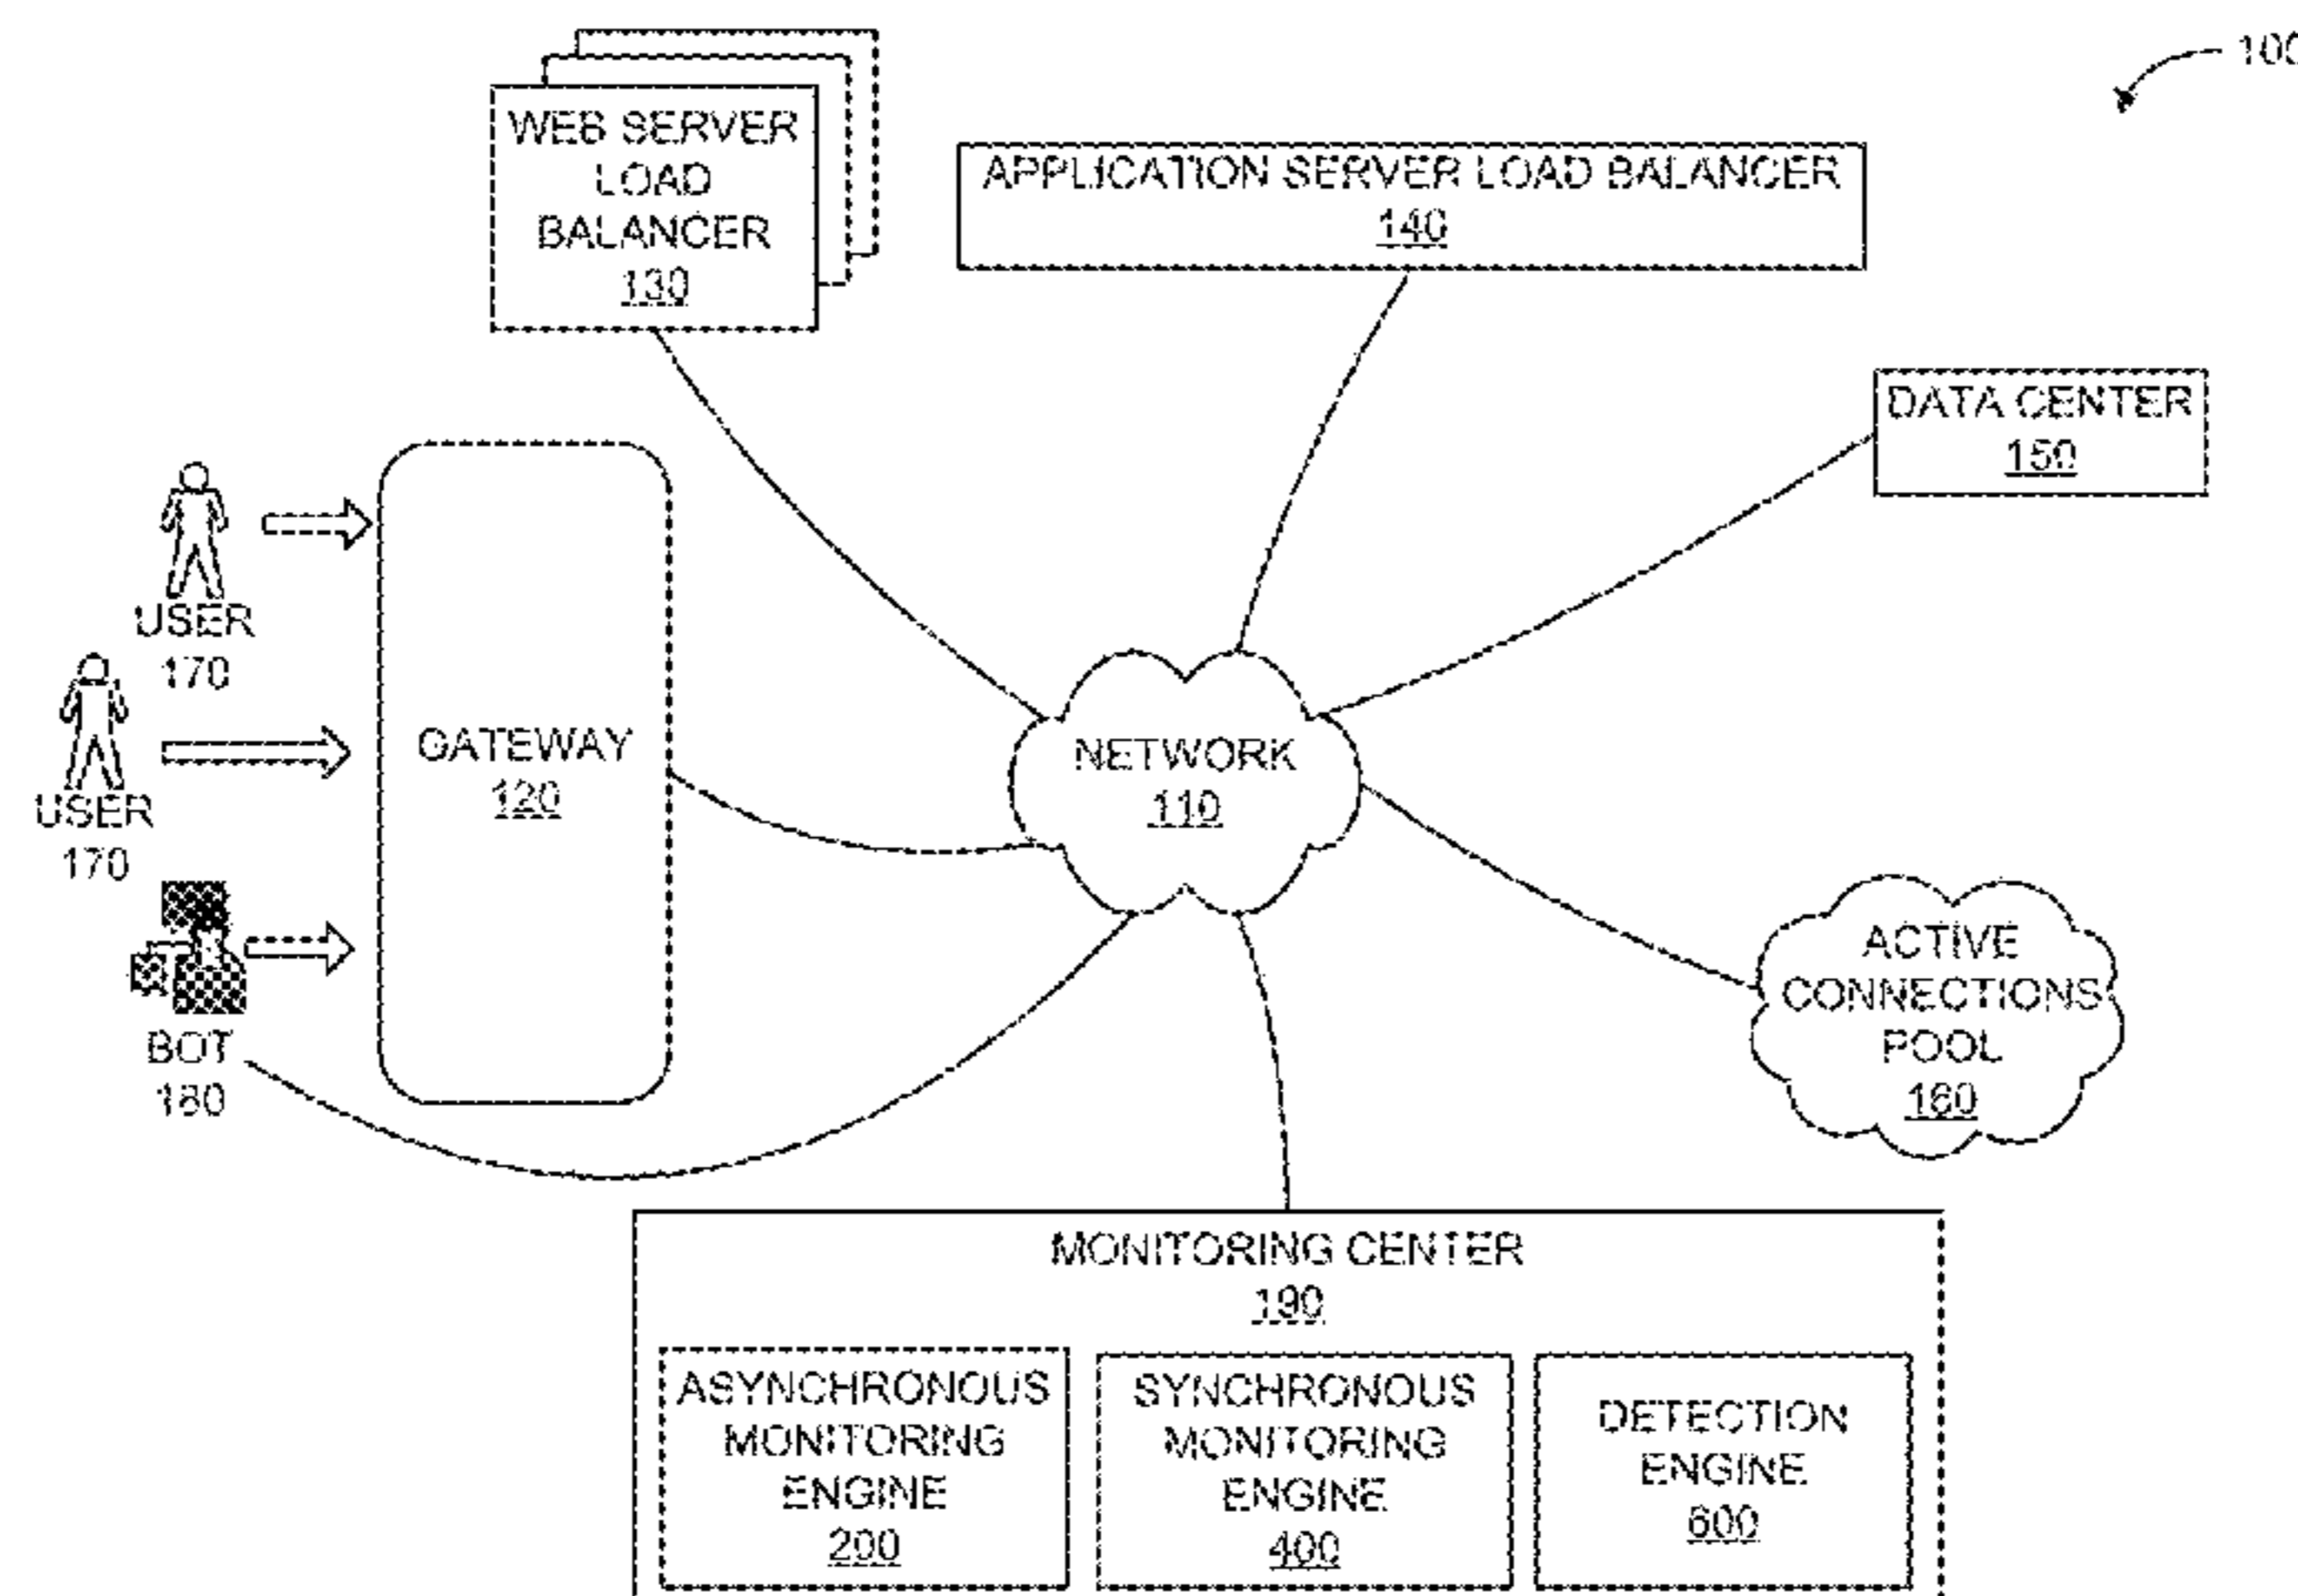 100
WEB SERVER
LOAD
BALANCER
130
APPLICATION SERVER LOAD BALANCER
140
DATA CENTER
150
USER
170
USER
170
GATEWAY
120
NETWORK
110
ACTIVE
CONNECTIONS
POOL
160
BOT
180
MONITORING CENTER
190
ASYNCHRONOUS
MONITORING
ENGINE
200
SYNCHRONOUS
MONITORING
ENGINE
400
DETECTION
ENGINE
600